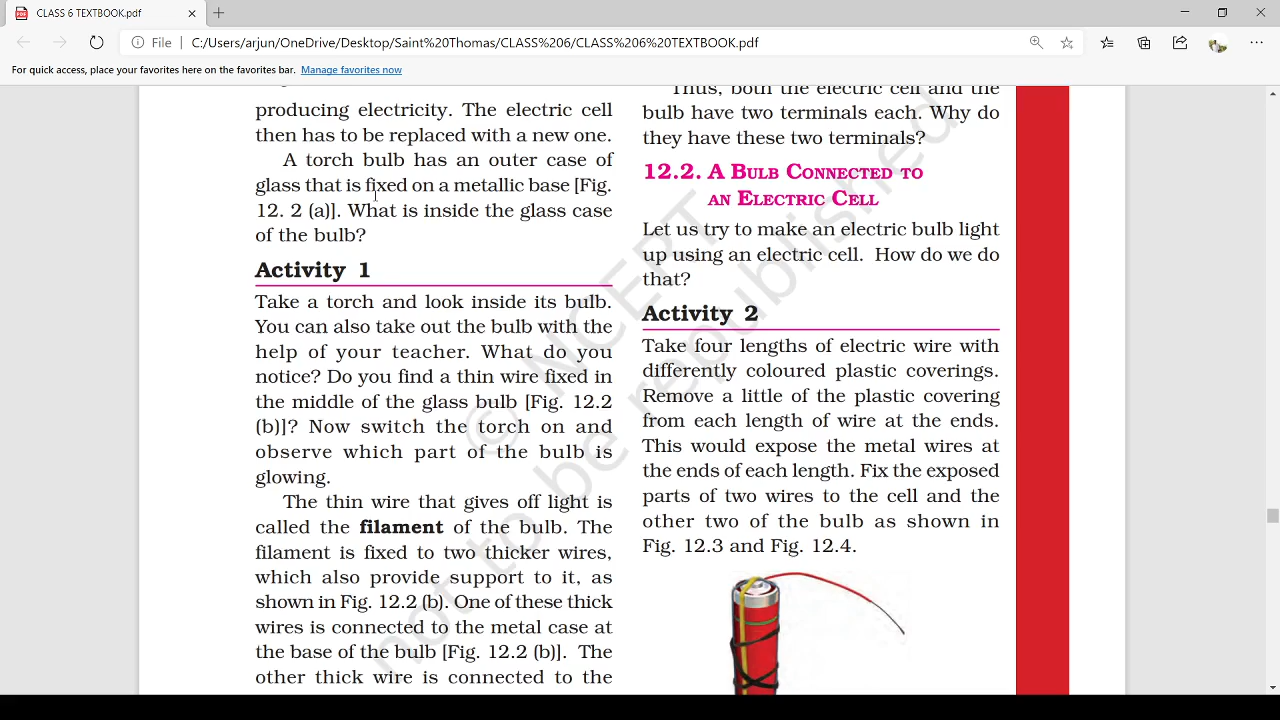 CLASS 6 TEXTBOOK.pdf
File
C:/Users/arjun/OneDrive/Desktop/Saint%20Thomas/CLASS%206/CLASS%206%20TEXTBOOK.pdf
For quick access, place your favorites here on the favorites bar. Manage favorites now
producing electricity. The electric cell
then has to be replaced with a new one.
A torch bulb has an outer case of
glass that is fixed on a metallic base [Fig.
12. 2 (a)]. What is inside the glass case
of the bulb?
Activity 1
Take a torch and look inside its bulb.
You can also take out the bulb with the
help of your teacher. What do you
notice? Do you find a thin wire fixed in
the middle of the glass bulb [Fig. 12.2
(b)]? Now switch the torch on and
observe which part of the bulb is
glowing.
The thin wire that gives off light is
called the filament of the bulb. The
filament is fixed to two thicker wires,
which also provide support to it, as
shown in Fig. 12.2 (b). One of these thick
wires is connected to the metal case at
the base of the bulb [Fig. 12.2 (b)]. The
other thick wire is connected to the
Thus, both the electric cell and the
bulb have two terminals each. Why do
they have these two terminals?
12.2. A BULB CONNECTED TO
AN ELECTRIC CELL
Let us try to make an electric bulb light
up using an electric cell. How do we do
that?
Activity 2
Take four lengths of electric wire with
differently coloured plastic coverings.
Remove a little of the plastic covering
from each length of wire at the ends.
This would expose the metal wires at
the ends of each length. Fix the exposed
parts of two wires to the cell and the
other two of the bulb as shown in
Fig. 12.3 and Fig. 12.4.
© NCERT
not to be republished